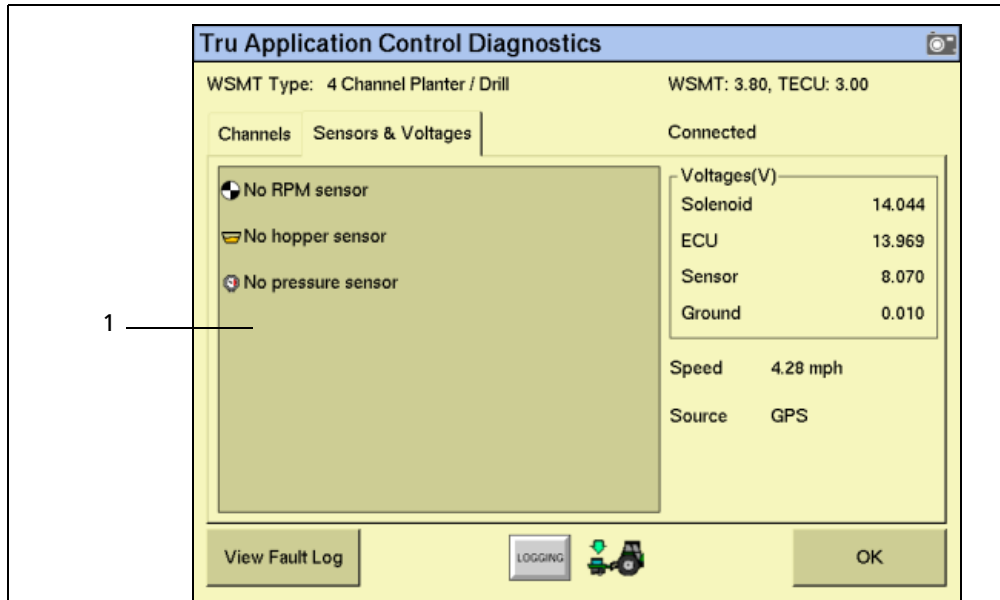 Tru Application Control Diagnostics
WSMT Type: 4 Channel Planter / Drill
WSMT: 3.80, TECU: 3.00
Channels
Sensors & Voltages
Connected
No RPM sensor
No hopper sensor
No pressure sensor
Voltages(V)
Solenoid 14.044
ECU 13.969
Sensor 8.070
Ground 0.010
1
Speed 4.28 mph
Source GPS
View Fault Log
LOGGING
OK